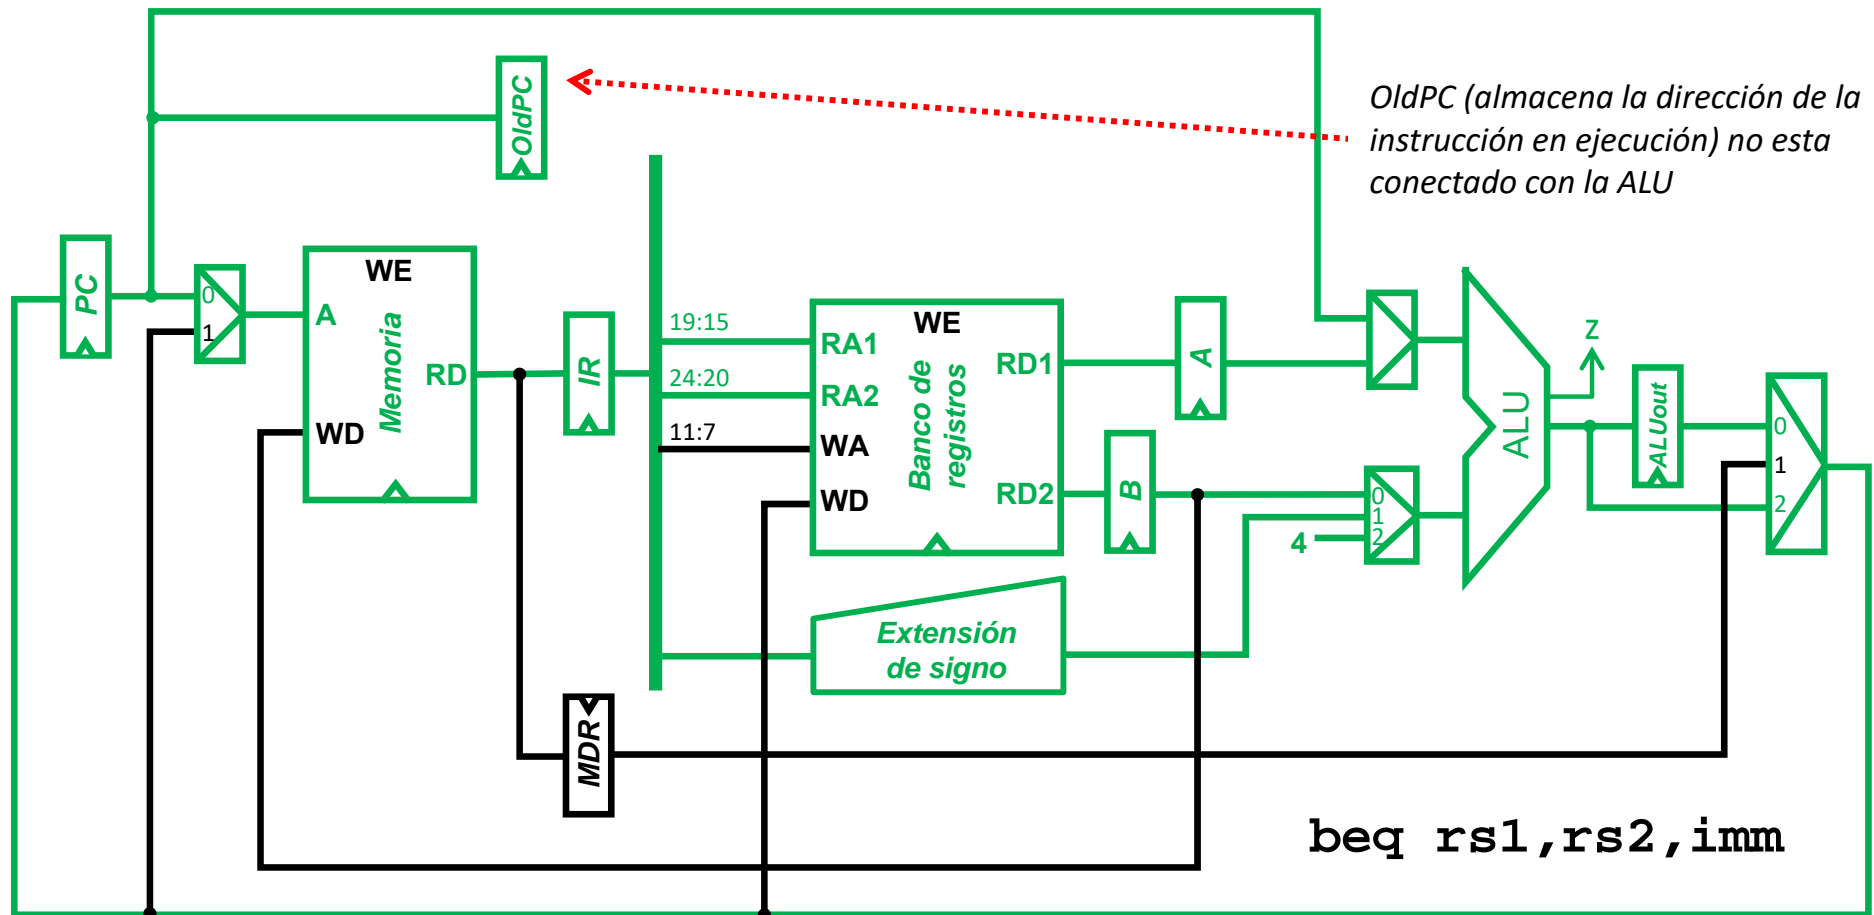 OldPC
OldPC (almacena la dirección de la
instrucción en ejecución) no esta
conectado con la ALU
PC
0
1
WE
A
Memoria
RD
WD
IR
19:15
24:20
11:7
WE
RA1
RA2
WA
WD
Banco de
registros
RD1
RD2
A
B
0
1
2
4
ALU
Z
ALUout
0
1
2
Extensión
de signo
MDR
beq rs1,rs2,imm